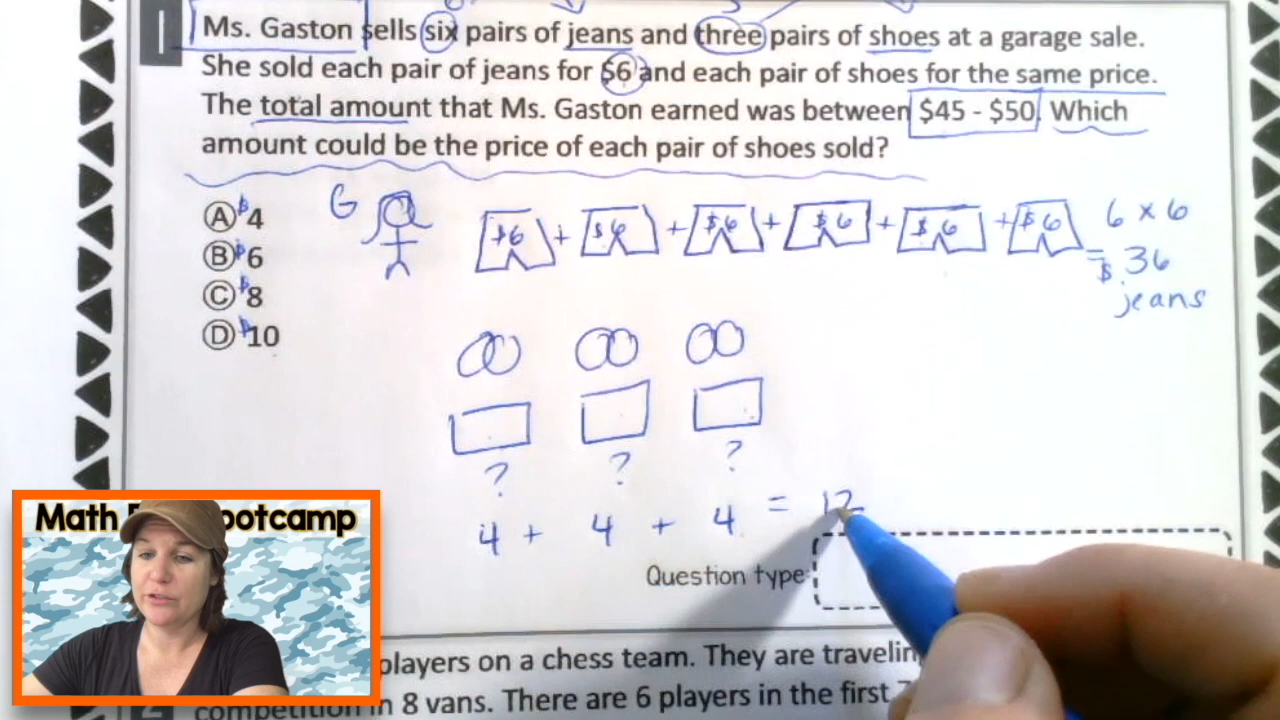 1 Ms. Gaston sells six pairs of jeans and three pairs of shoes at a garage sale.
She sold each pair of jeans for $6 and each pair of shoes for the same price.
The total amount that Ms. Gaston earned was between $45 - $50. Which
amount could be the price of each pair of shoes sold?
A $4
B $6
C $8
D $10
G
$6 + $6 + $6 + $6 + $6 + $6
6 x 6
= $36
jeans
? ? ?
4 + 4 + 4 = 12
Question type:
Math ootcamp
players on a chess team. They are travelin
competition in 8 vans. There are 6 players in the first